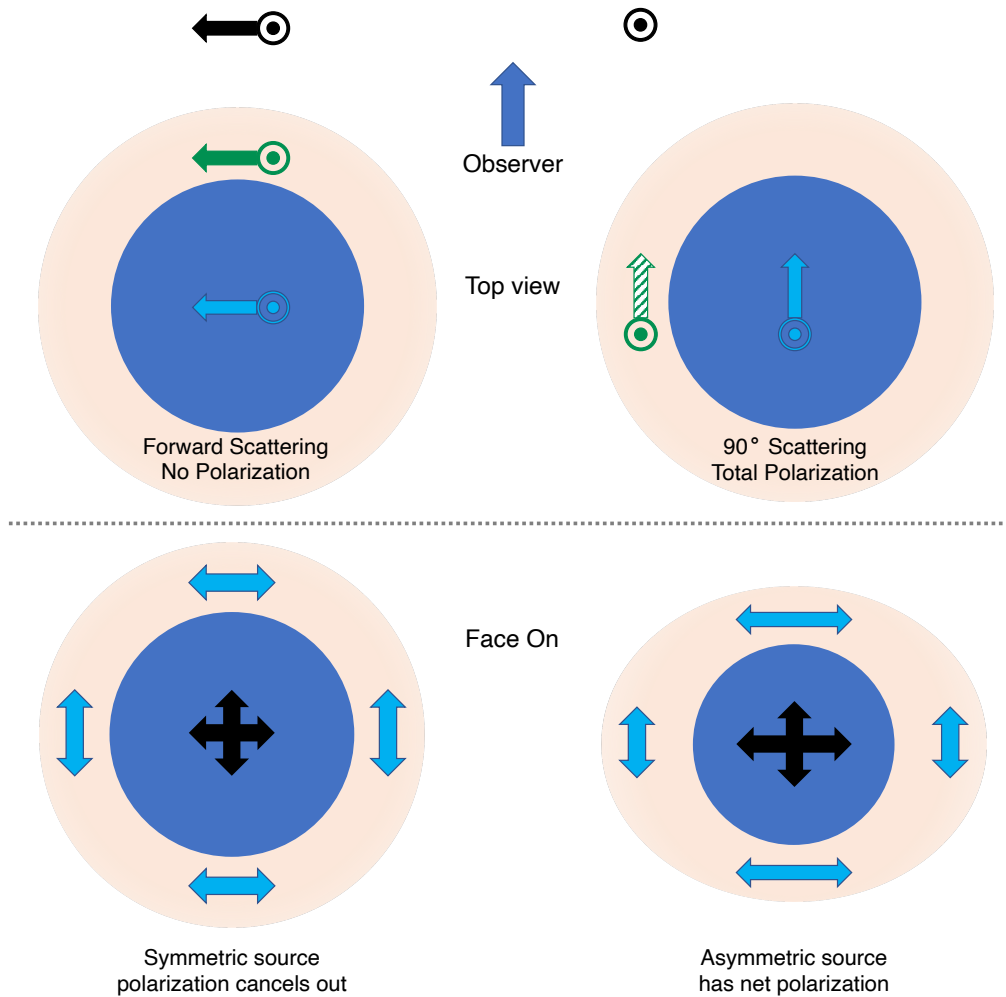 Observer
Top view
Forward Scattering
No Polarization
90° Scattering
Total Polarization
Face On
Symmetric source
polarization cancels out
Asymmetric source
has net polarization